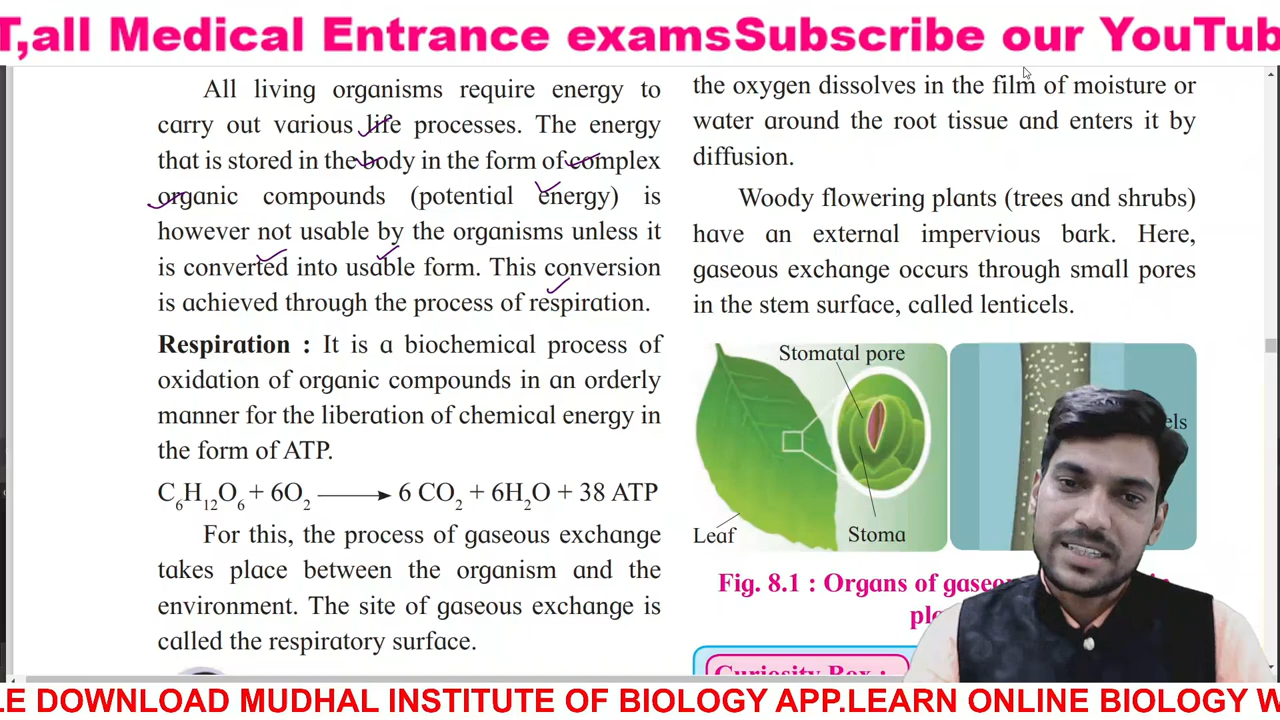 T,all Medical Entrance examsSubscribe our YouTub
All living organisms require energy to
carry out various life processes. The energy
that is stored in the body in the form of complex
organic compounds (potential energy) is
however not usable by the organisms unless it
is converted into usable form. This conversion
is achieved through the process of respiration.
Respiration : It is a biochemical process of
oxidation of organic compounds in an orderly
manner for the liberation of chemical energy in
the form of ATP.
C6H12O6 + 6O2 ⟶ 6 CO2 + 6H2O + 38 ATP
For this, the process of gaseous exchange
takes place between the organism and the
environment. The site of gaseous exchange is
called the respiratory surface.
the oxygen dissolves in the film of moisture or
water around the root tissue and enters it by
diffusion.
Woody flowering plants (trees and shrubs)
have an external impervious bark. Here,
gaseous exchange occurs through small pores
in the stem surface, called lenticels.
Stomatal pore
els
Leaf
Stoma
Fig. 8.1 : Organs of
Curiosity Box :
LE DOWNLOAD MUDHAL INSTITUTE OF BIOLOGY APP.LEARN ONLINE BIOLOGY W